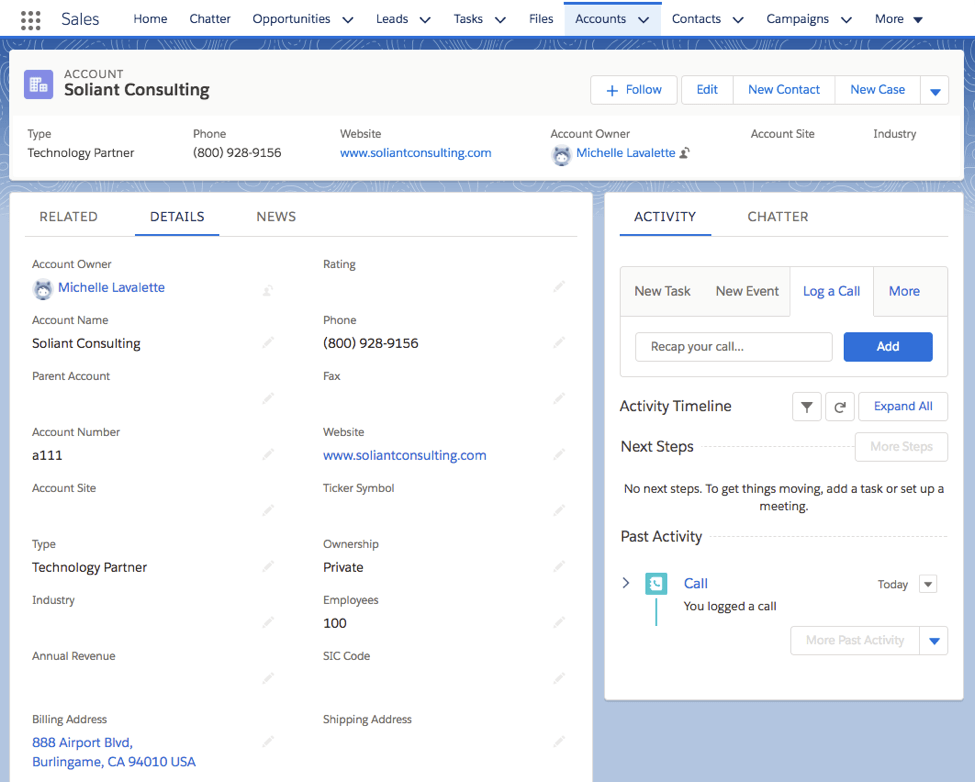 Sales Home Chatter Opportunities Leads Tasks Files Accounts Contacts Campaigns More
ACCOUNT
Soliant Consulting
+ Follow Edit New Contact New Case
Type Phone Website Account Owner Account Site Industry
Technology Partner (800) 928-9156 www.soliantconsulting.com Michelle Lavalette
RELATED DETAILS NEWS
Account Owner Rating
Michelle Lavalette
Account Name Phone
Soliant Consulting (800) 928-9156
Parent Account Fax
Account Number Website
a111 www.soliantconsulting.com
Account Site Ticker Symbol
Type Ownership
Technology Partner Private
Industry Employees
100
Annual Revenue SIC Code
Billing Address Shipping Address
888 Airport Blvd,
Burlingame, CA 94010 USA
ACTIVITY CHATTER
New Task New Event Log a Call More
Recap your call... Add
Activity Timeline Expand All
Next Steps More Steps
No next steps. To get things moving, add a task or set up a
meeting.
Past Activity
Call Today
You logged a call
More Past Activity